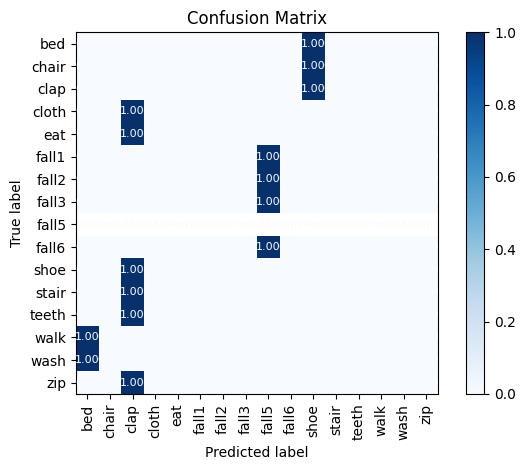 Confusion Matrix
True label
bed 1.00
chair 1.00
clap 1.00
cloth 1.00
eat 1.00
fall1 1.00
fall2 1.00
fall3 1.00
fall5
fall6 1.00
shoe 1.00
stair 1.00
teeth 1.00
walk 1.00
wash 1.00
zip 1.00
bed chair clap cloth eat fall1 fall2 fall3 fall5 fall6 shoe stair teeth walk wash zip
Predicted label
1.0
0.8
0.6
0.4
0.2
0.0